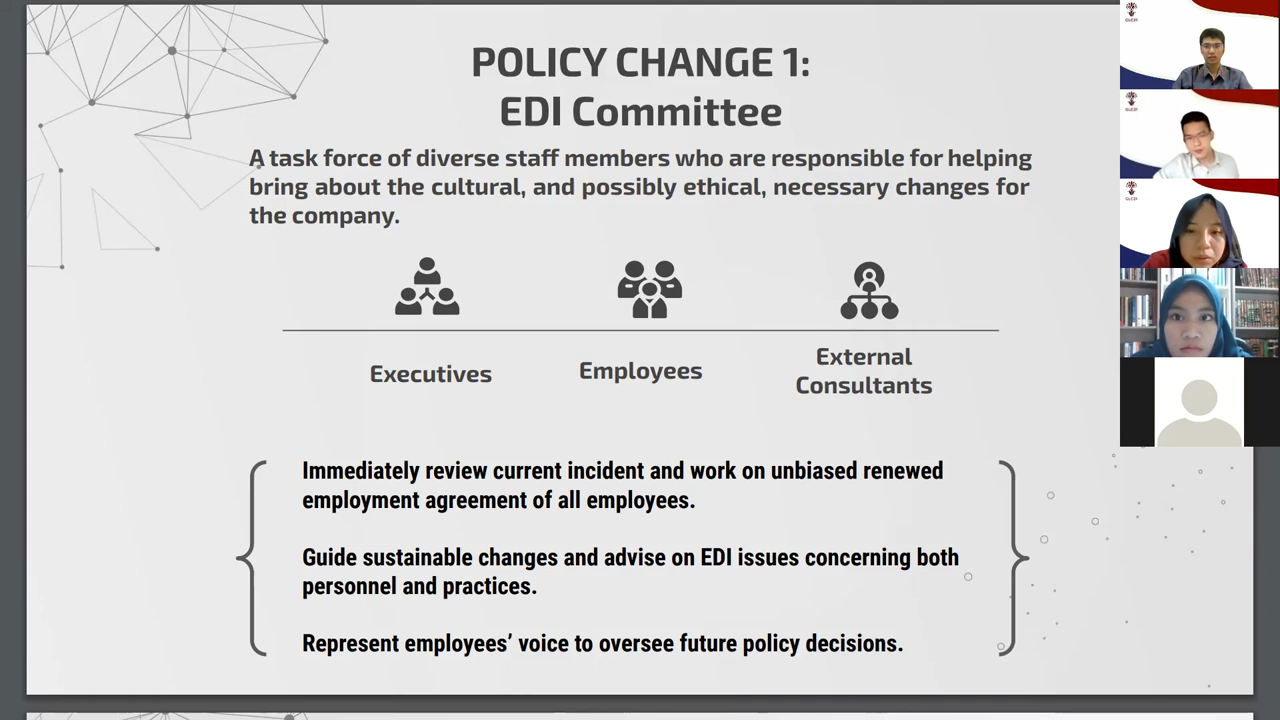 POLICY CHANGE 1:
EDI Committee
A task force of diverse staff members who are responsible for helping
bring about the cultural, and possibly ethical, necessary changes for
the company.
Executives
Employees
External
Consultants
Immediately review current incident and work on unbiased renewed
employment agreement of all employees.
Guide sustainable changes and advise on EDI issues concerning both
personnel and practices.
Represent employees’ voice to oversee future policy decisions.